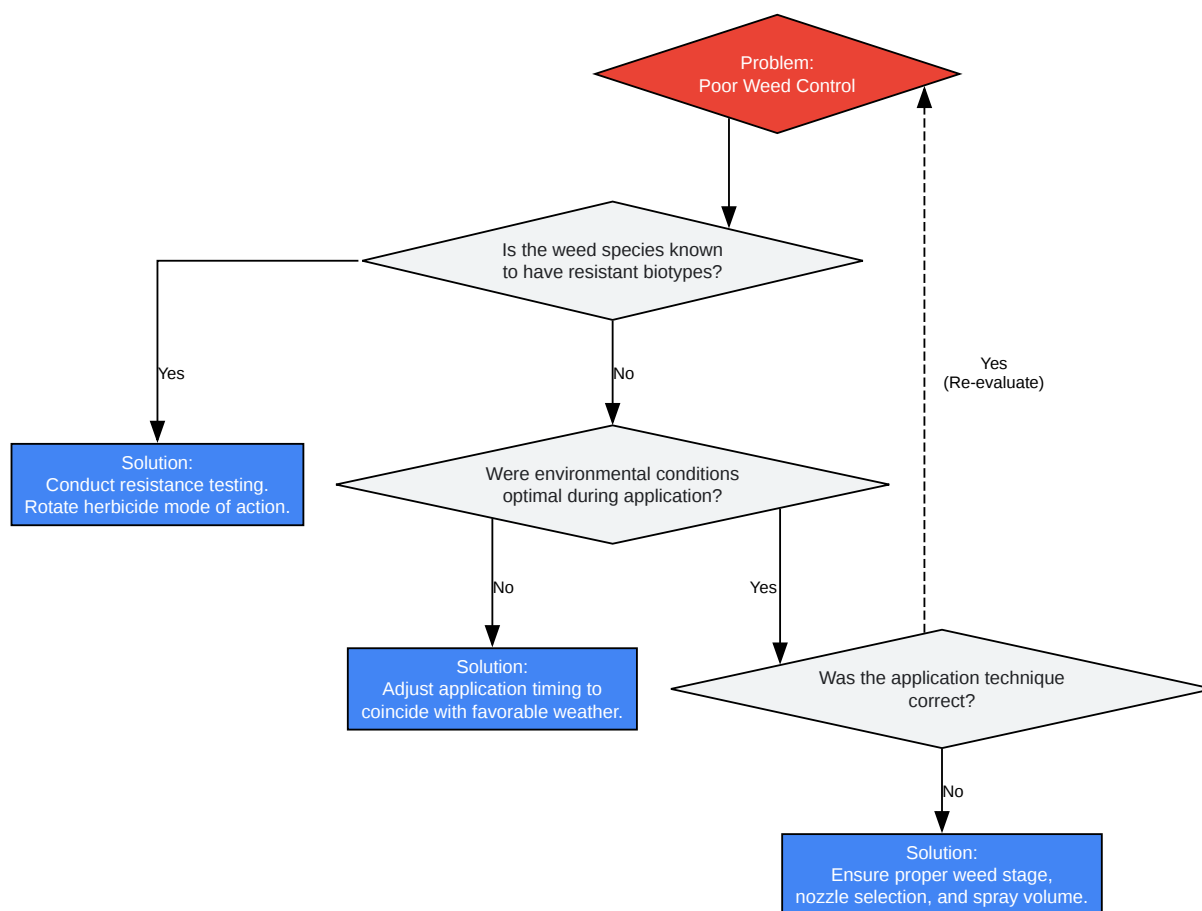 Problem:
Poor Weed Control
Is the weed species known
to have resistant biotypes?
Yes
(Re-evaluate)
Yes
No
Solution:
Conduct resistance testing.
Rotate herbicide mode of action.
Were environmental conditions
optimal during application?
No
Yes
Solution:
Adjust application timing to
coincide with favorable weather.
Was the application technique
correct?
No
Solution:
Ensure proper weed stage,
nozzle selection, and spray volume.